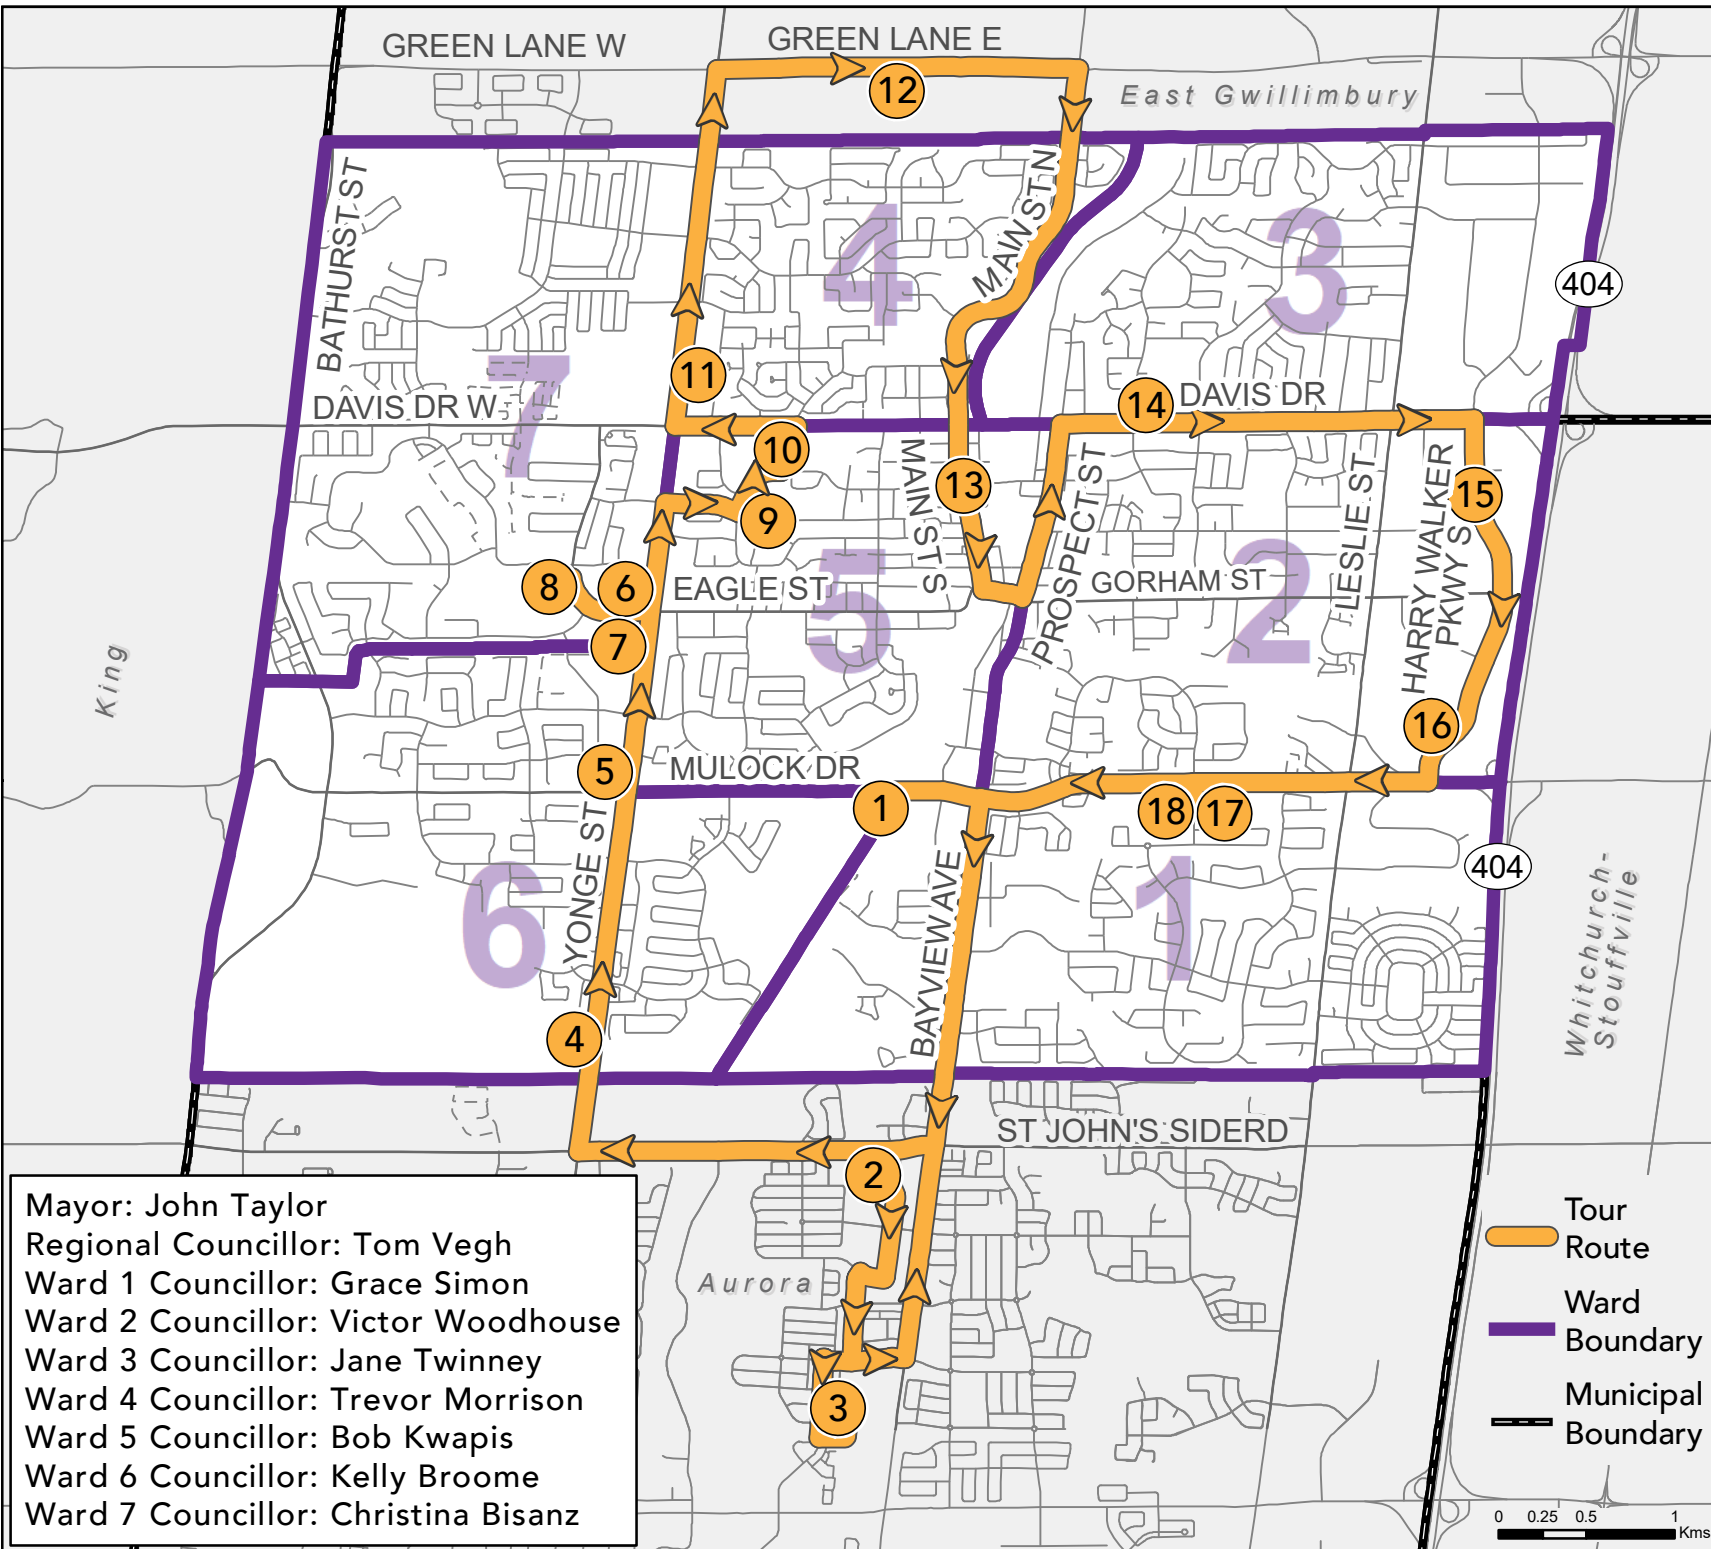 GREEN LANE W
GREEN LANE E
12
East Gwillimbury
BATHURST ST
MAIN ST N
4
3
404
7
11
DAVIS DR W
DAVIS DR
14
10
MAIN ST S
13
PROSPECT ST
LESLIE ST
HARRY WALKER
PKWY S
15
9
8
6
EAGLE ST
5
GORHAM ST
2
7
King
16
5
MULOCK DR
1
18
17
YONGE ST
6
BAYVIEW AVE
1
404
Whitchurch-
Stouffville
4
ST JOHN'S SIDERD
2
Aurora
3
Mayor: John Taylor
Regional Councillor: Tom Vegh
Ward 1 Councillor: Grace Simon
Ward 2 Councillor: Victor Woodhouse
Ward 3 Councillor: Jane Twinney
Ward 4 Councillor: Trevor Morrison
Ward 5 Councillor: Bob Kwapis
Ward 6 Councillor: Kelly Broome
Ward 7 Councillor: Christina Bisanz
Tour
Route
Ward
Boundary
Municipal
Boundary
0 0.25 0.5 1
Kms